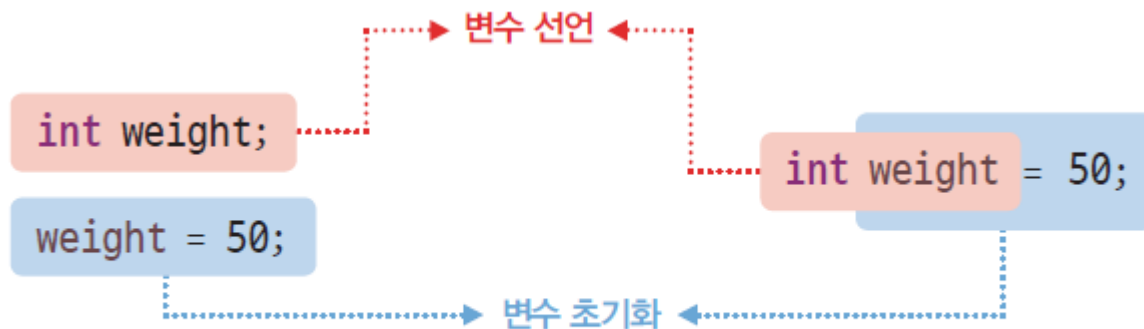 변수 선언
int weight;
int weight = 50;
weight = 50;
변수 초기화